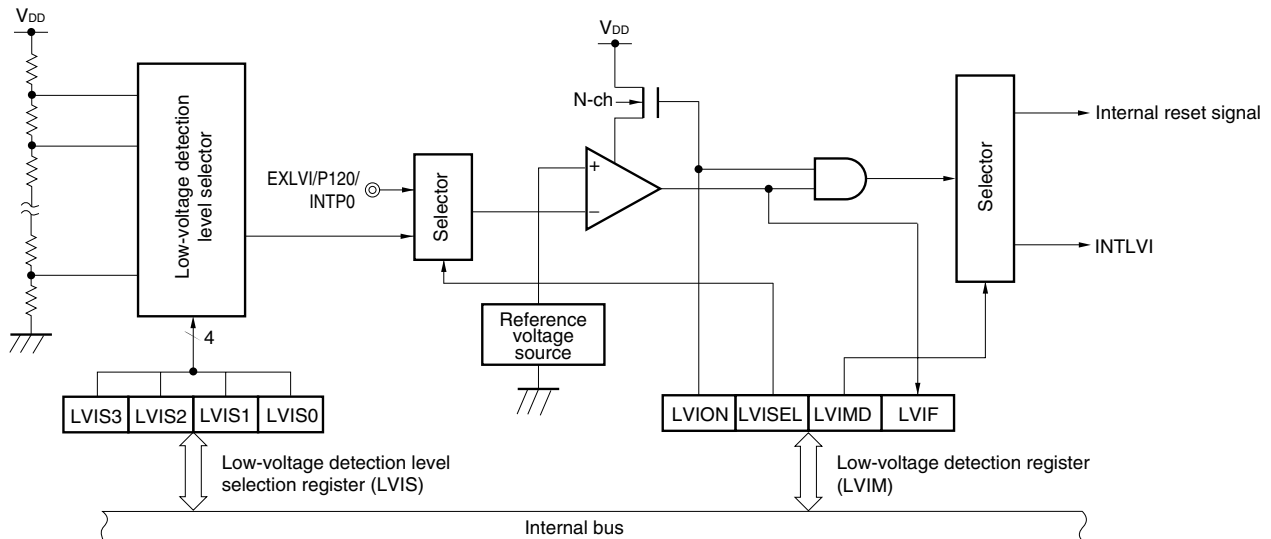 VDD
Low-voltage detection
level selector
4
LVIS3 LVIS2 LVIS1 LVIS0
Low-voltage detection level
selection register (LVIS)
EXLVI/P120/
INTP0
Selector
VDD
N-ch
+
−
Reference
voltage
source
Selector
Internal reset signal
INTLVI
LVION LVISEL LVIMD LVIF
Low-voltage detection register
(LVIM)
Internal bus